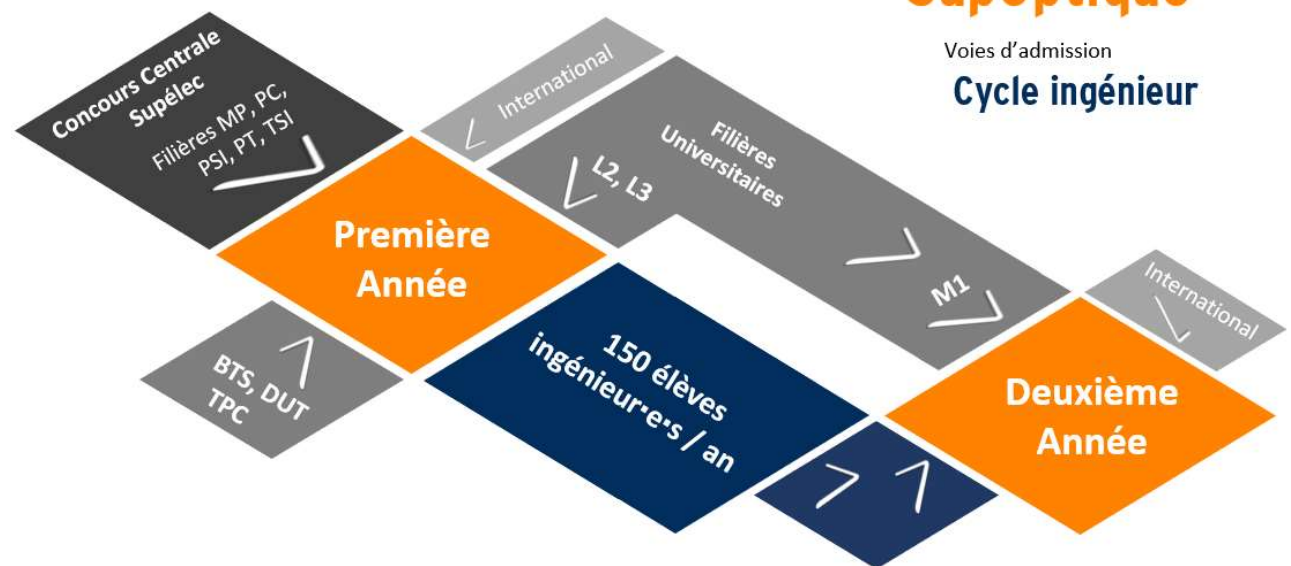 Voies d'admission
Cycle ingénieur
Concours Centrale
Supélec
Filières MP, PC,
PSI, PT, TSI
International
Filières
Universitaires
L2, L3
Première
Année
M1
International
BTS, DUT
TPC
150 élèves
ingénieur·e·s / an
Deuxième
Année